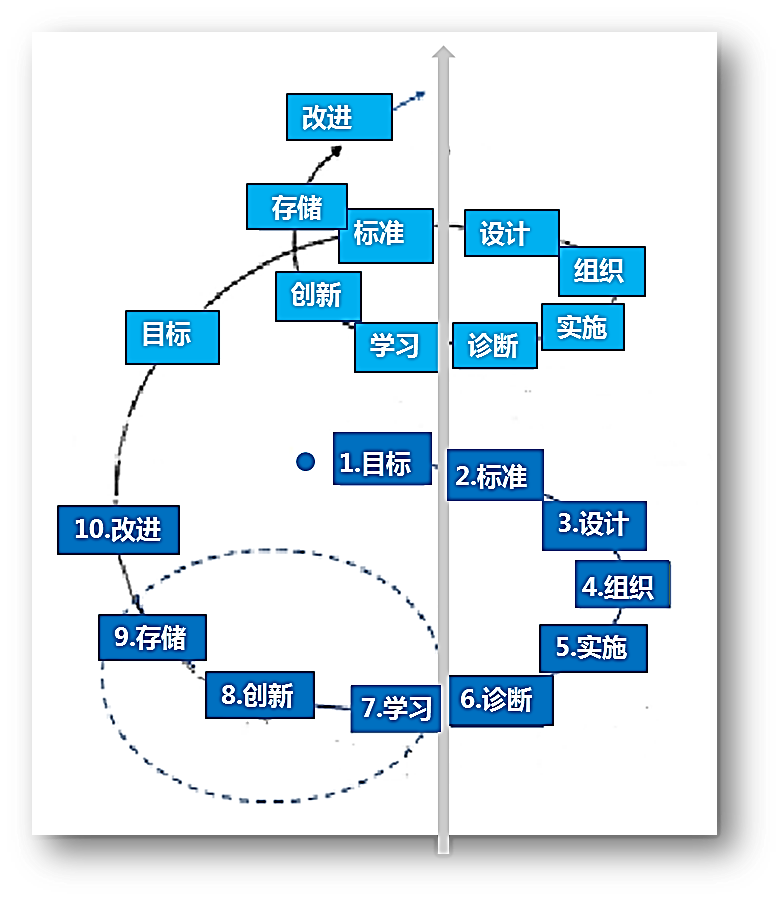 改进
存储
标准
设计
组织
创新
目标
实施
学习
诊断
1.目标
2.标准
3.设计
10.改进
4.组织
9.存储
5.实施
8.创新
7.学习
6.诊断